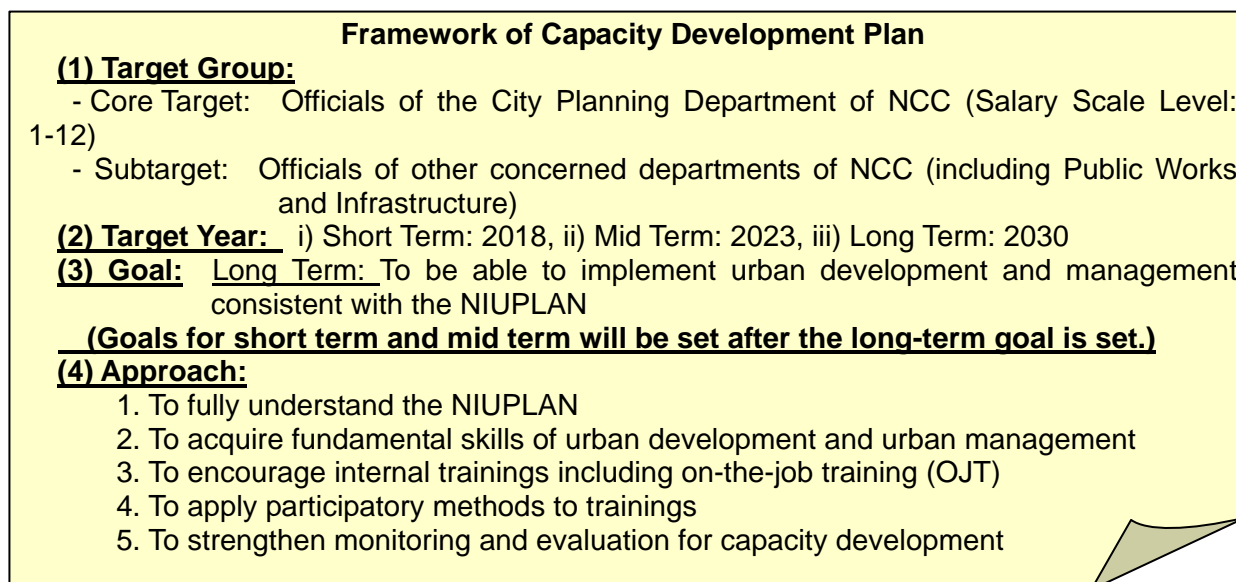 Framework of Capacity Development Plan
(1) Target Group:
- Core Target: Officials of the City Planning Department of NCC (Salary Scale Level:
1-12)
- Subtarget: Officials of other concerned departments of NCC (including Public Works
and Infrastructure)
(2) Target Year: i) Short Term: 2018, ii) Mid Term: 2023, iii) Long Term: 2030
(3) Goal: Long Term: To be able to implement urban development and management
consistent with the NIUPLAN
(Goals for short term and mid term will be set after the long-term goal is set.)
(4) Approach:
1. To fully understand the NIUPLAN
2. To acquire fundamental skills of urban development and urban management
3. To encourage internal trainings including on-the-job training (OJT)
4. To apply participatory methods to trainings
5. To strengthen monitoring and evaluation for capacity development